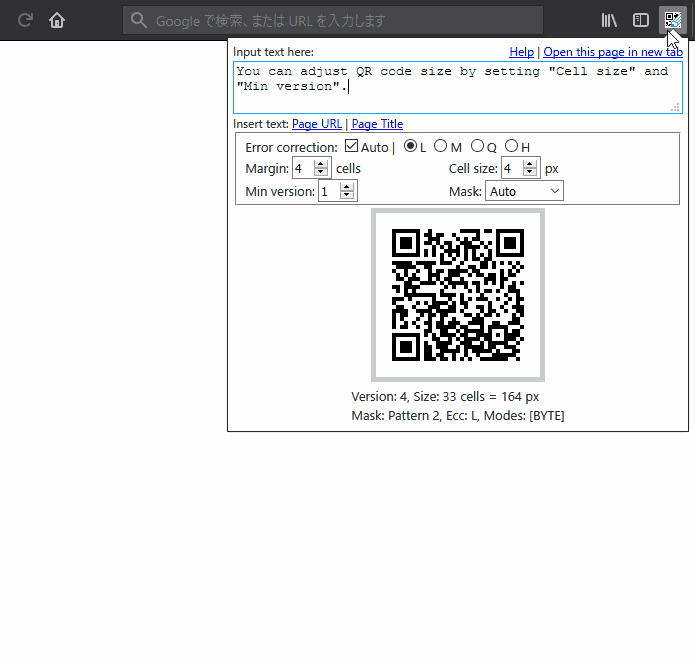 Google で検索、または URL を入力します
Input text here: Help | Open this page in new tab
You can adjust QR code size by setting "Cell size" and
"Min version".
Insert text: Page URL | Page Title
Error correction: Auto | L M Q H
Margin: 4 cells Cell size: 4 px
Min version: 1 Mask: Auto
Version: 4, Size: 33 cells = 164 px
Mask: Pattern 2, Ecc: L, Modes: [BYTE]